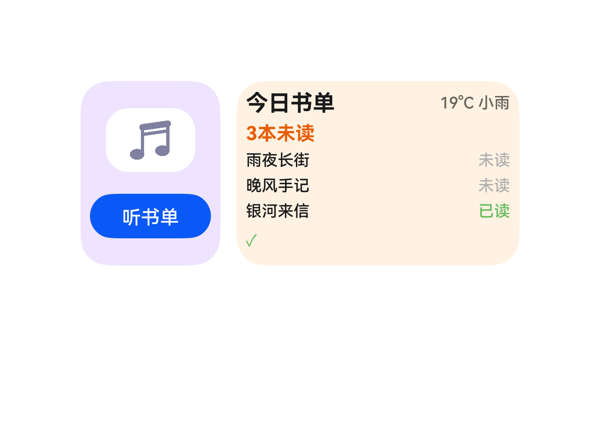 听书单
今日书单 19℃ 小雨
3本未读
雨夜长街 未读
晚风手记 未读
银河来信 已读
✓